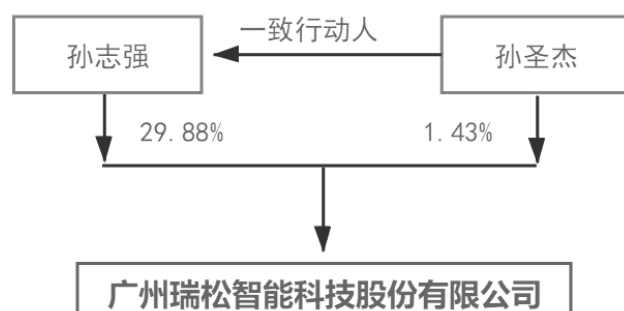 一致行动人
孙志强
孙圣杰
29.88%
1.43%
广州瑞松智能科技股份有限公司